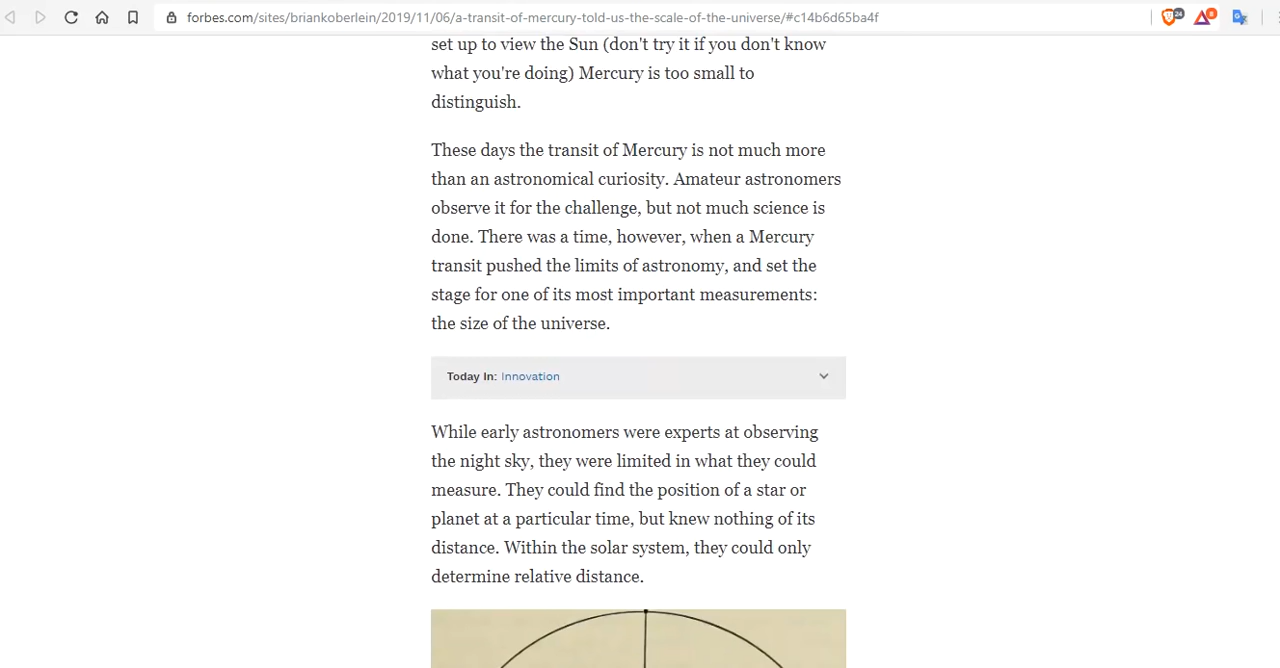 forbes.com/sites/briankoberlein/2019/11/06/a-transit-of-mercury-told-us-the-scale-of-the-universe/#c14b6d65ba4f
24
8
set up to view the Sun (don't try it if you don't know
what you're doing) Mercury is too small to
distinguish.
These days the transit of Mercury is not much more
than an astronomical curiosity. Amateur astronomers
observe it for the challenge, but not much science is
done. There was a time, however, when a Mercury
transit pushed the limits of astronomy, and set the
stage for one of its most important measurements:
the size of the universe.
Today In: Innovation
While early astronomers were experts at observing
the night sky, they were limited in what they could
measure. They could find the position of a star or
planet at a particular time, but knew nothing of its
distance. Within the solar system, they could only
determine relative distance.